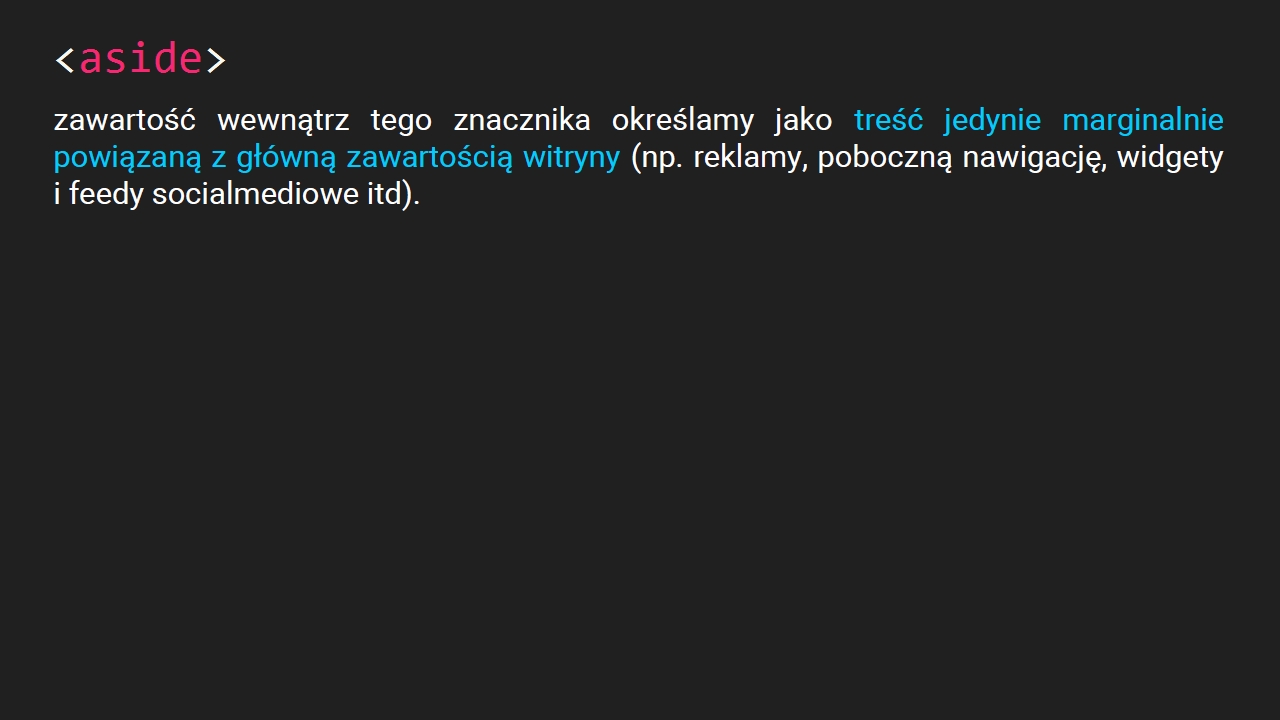 <aside>
zawartość wewnątrz tego znacznika określamy jako treść jedynie marginalnie
powiązaną z główną zawartością witryny (np. reklamy, poboczną nawigację, widgety
i feedy socialmediowe itd).